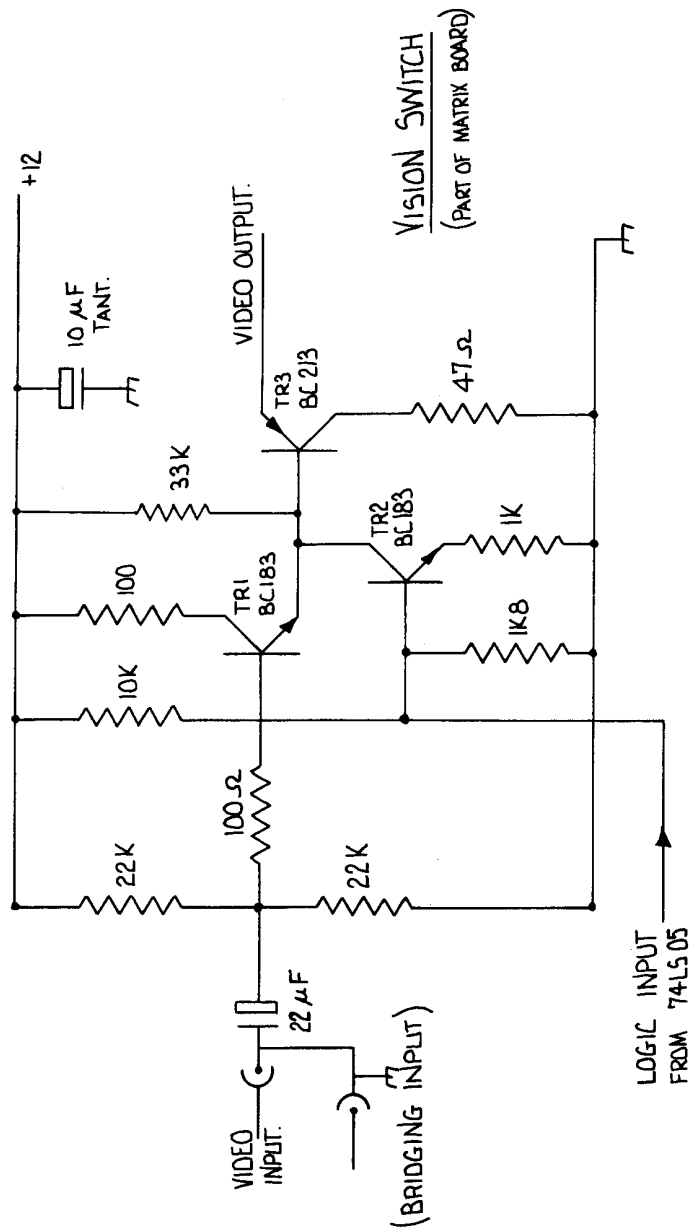 +12
10 µF
TANT.
VIDEO OUTPUT.
VISION SWITCH
(PART OF MATRIX BOARD)
33K
TR3
BC213
47Ω
100
TR1
BC183
TR2
BC183
1K
10K
1K8
100Ω
22K
22K
22 µF
VIDEO
INPUT.
(BRIDGING INPUT)
LOGIC INPUT
FROM 74LS05